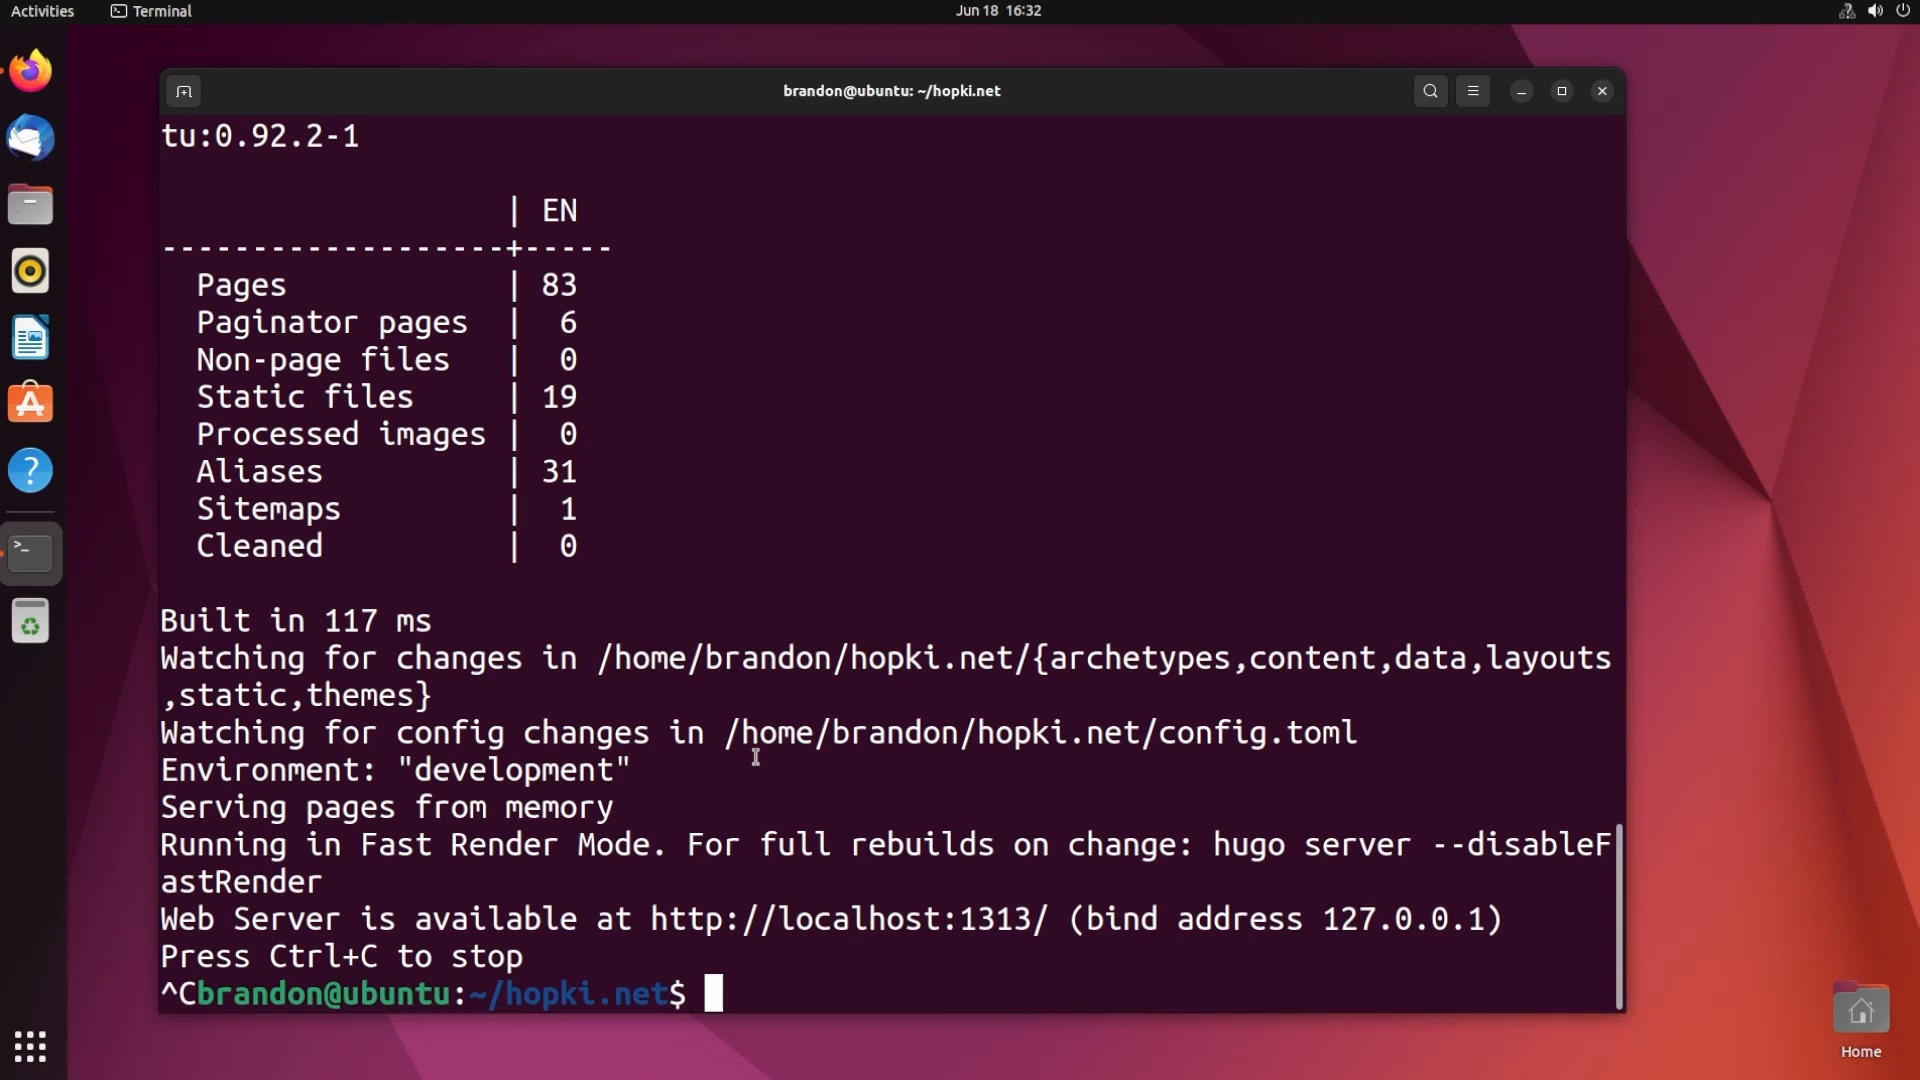 Activities
Terminal
Jun 18 16:32
brandon@ubuntu: ~/hopki.net
tu:0.92.2-1
| EN
-------------------+-----
Pages | 83
Paginator pages | 6
Non-page files | 0
Static files | 19
Processed images | 0
Aliases | 31
Sitemaps | 1
Cleaned | 0
Built in 117 ms
Watching for changes in /home/brandon/hopki.net/{archetypes,content,data,layouts
,static,themes}
Watching for config changes in /home/brandon/hopki.net/config.toml
Environment: "development"
Serving pages from memory
Running in Fast Render Mode. For full rebuilds on change: hugo server --disableF
astRender
Web Server is available at http://localhost:1313/ (bind address 127.0.0.1)
Press Ctrl+C to stop
^Cbrandon@ubuntu:~/hopki.net$
Home